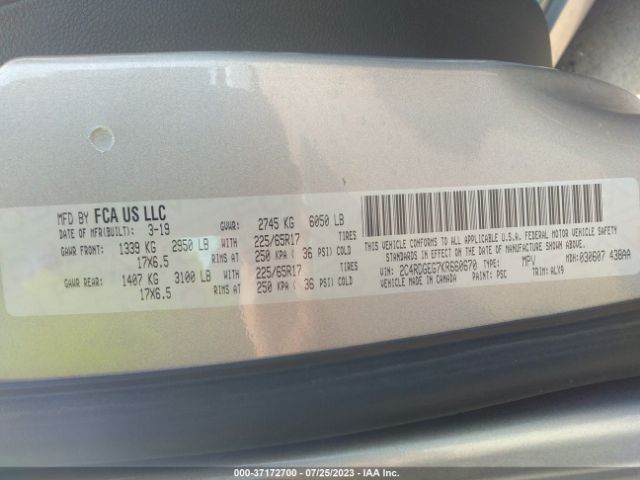 MFD BY FCA US LLC
DATE OF MFR(BUILT): 3-19 GVWR: 2745 KG 6050 LB
GAWR FRONT: 1339 KG 2950 LB WITH 225/65R17 TIRES
17X6.5 RIMS AT 250 KPA ( 36 PSI) COLD
GAWR REAR: 1407 KG 3100 LB WITH 225/65R17 TIRES
17X6.5 RIMS AT 250 KPA ( 36 PSI) COLD
THIS VEHICLE CONFORMS TO ALL APPLICABLE U.S.A. FEDERAL MOTOR VEHICLE SAFETY
STANDARDS IN EFFECT ON THE DATE OF MANUFACTURE SHOWN ABOVE.
VIN: 2C4RDGEG7KR660670 TYPE: MPV MDH: 030607 438AA
MADE IN CANADA PAINT: PSC TRIM: ALX9
000-37172700 - 07/25/2023 - IAA Inc.